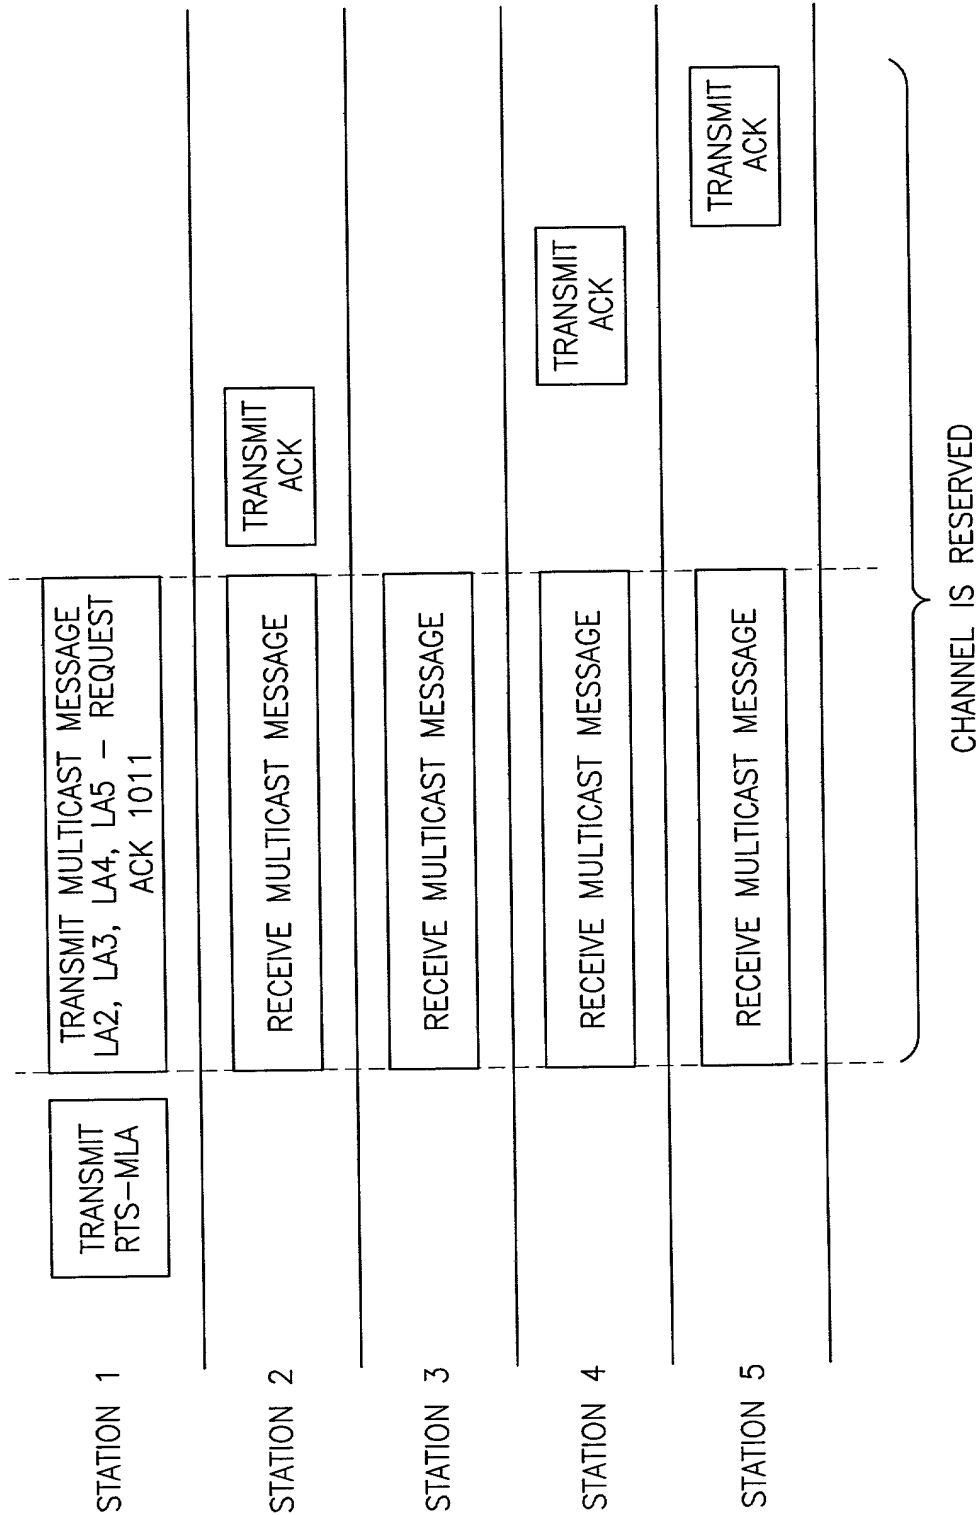 STATION 1
TRANSMIT
RTS-MLA
TRANSMIT MULTICAST MESSAGE
LA2, LA3, LA4, LA5 - REQUEST
ACK 1011
STATION 2
RECEIVE MULTICAST MESSAGE
TRANSMIT
ACK
STATION 3
RECEIVE MULTICAST MESSAGE
STATION 4
RECEIVE MULTICAST MESSAGE
TRANSMIT
ACK
STATION 5
RECEIVE MULTICAST MESSAGE
TRANSMIT
ACK
CHANNEL IS RESERVED